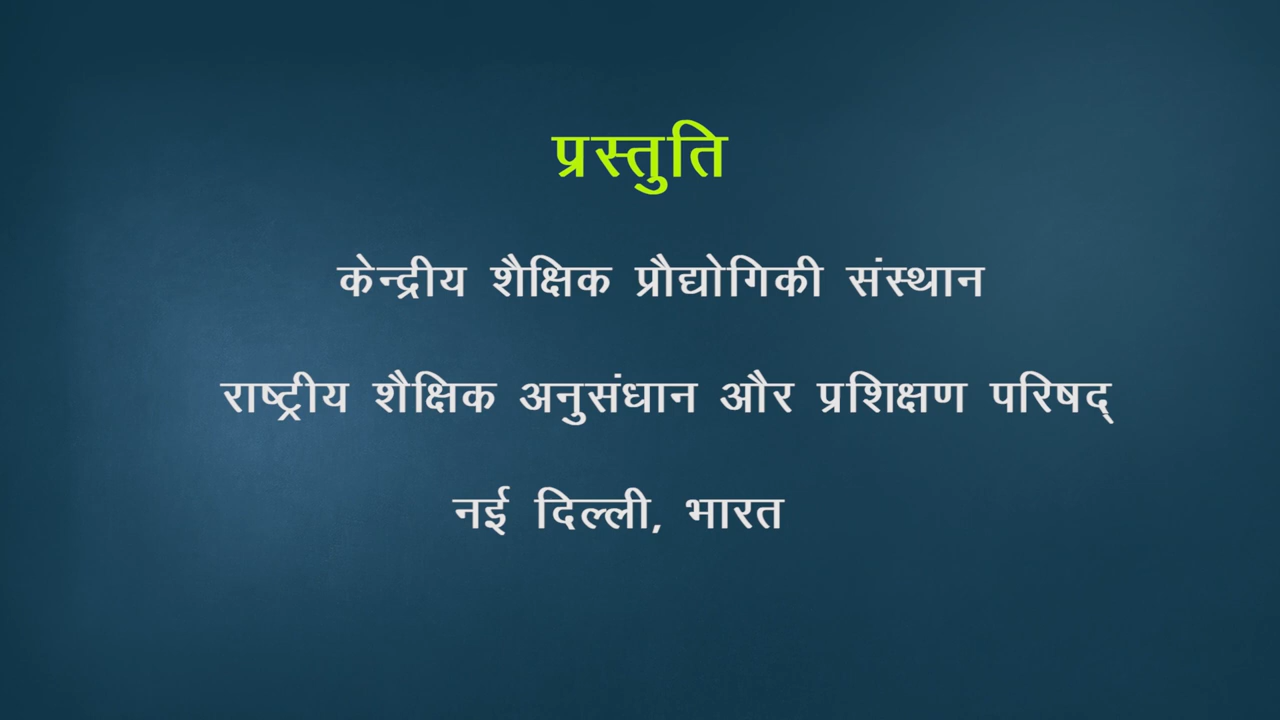 प्रस्तुति
केन्द्रीय शैक्षिक प्रौद्योगिकी संस्थान
राष्ट्रीय शैक्षिक अनुसंधान और प्रशिक्षण परिषद्
नई दिल्ली, भारत